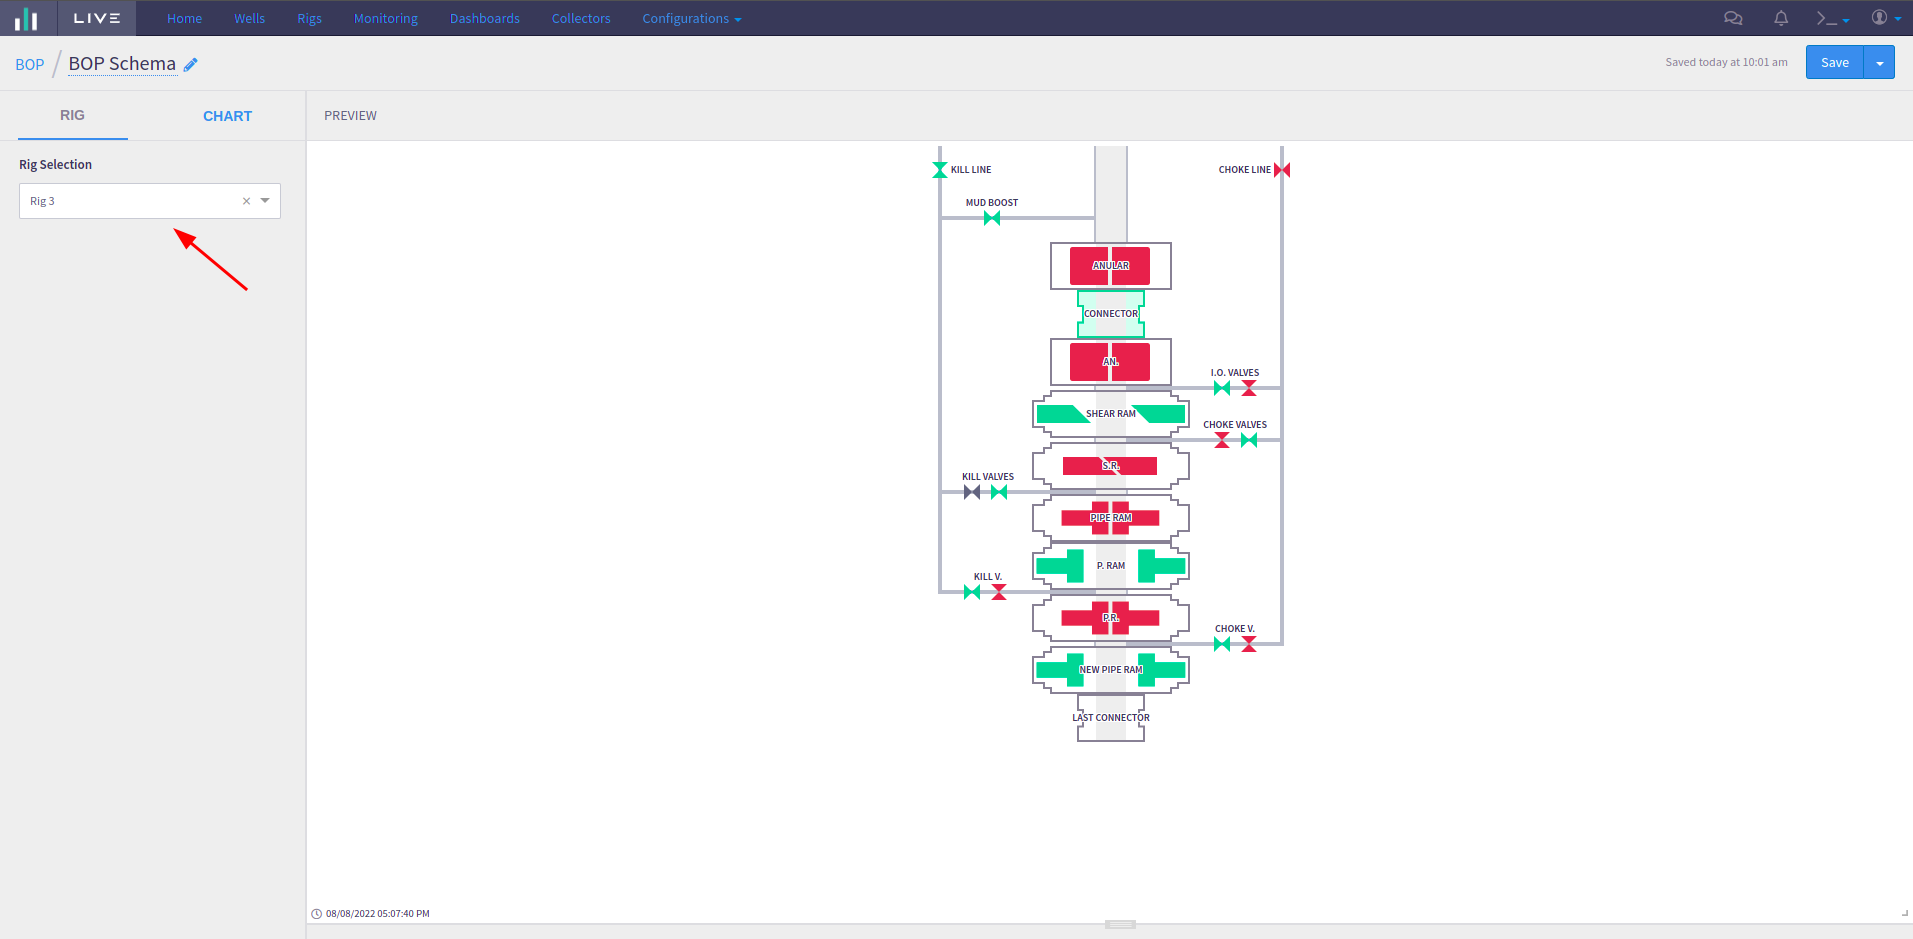 LIVE Home Wells Rigs Monitoring Dashboards Collectors Configurations
BOP / BOP Schema Saved today at 10:01 am Save
RIG CHART PREVIEW
Rig Selection
Rig 3
KILL LINE CHOKE LINE
MUD BOOST
ANULAR
CONNECTOR
AN.
I.O. VALVES
SHEAR RAM
CHOKE VALVES
S.R.
KILL VALVES
PIPE RAM
P. RAM
KILL V.
P.R.
CHOKE V.
NEW PIPE RAM
LAST CONNECTOR
08/08/2022 05:07:40 PM